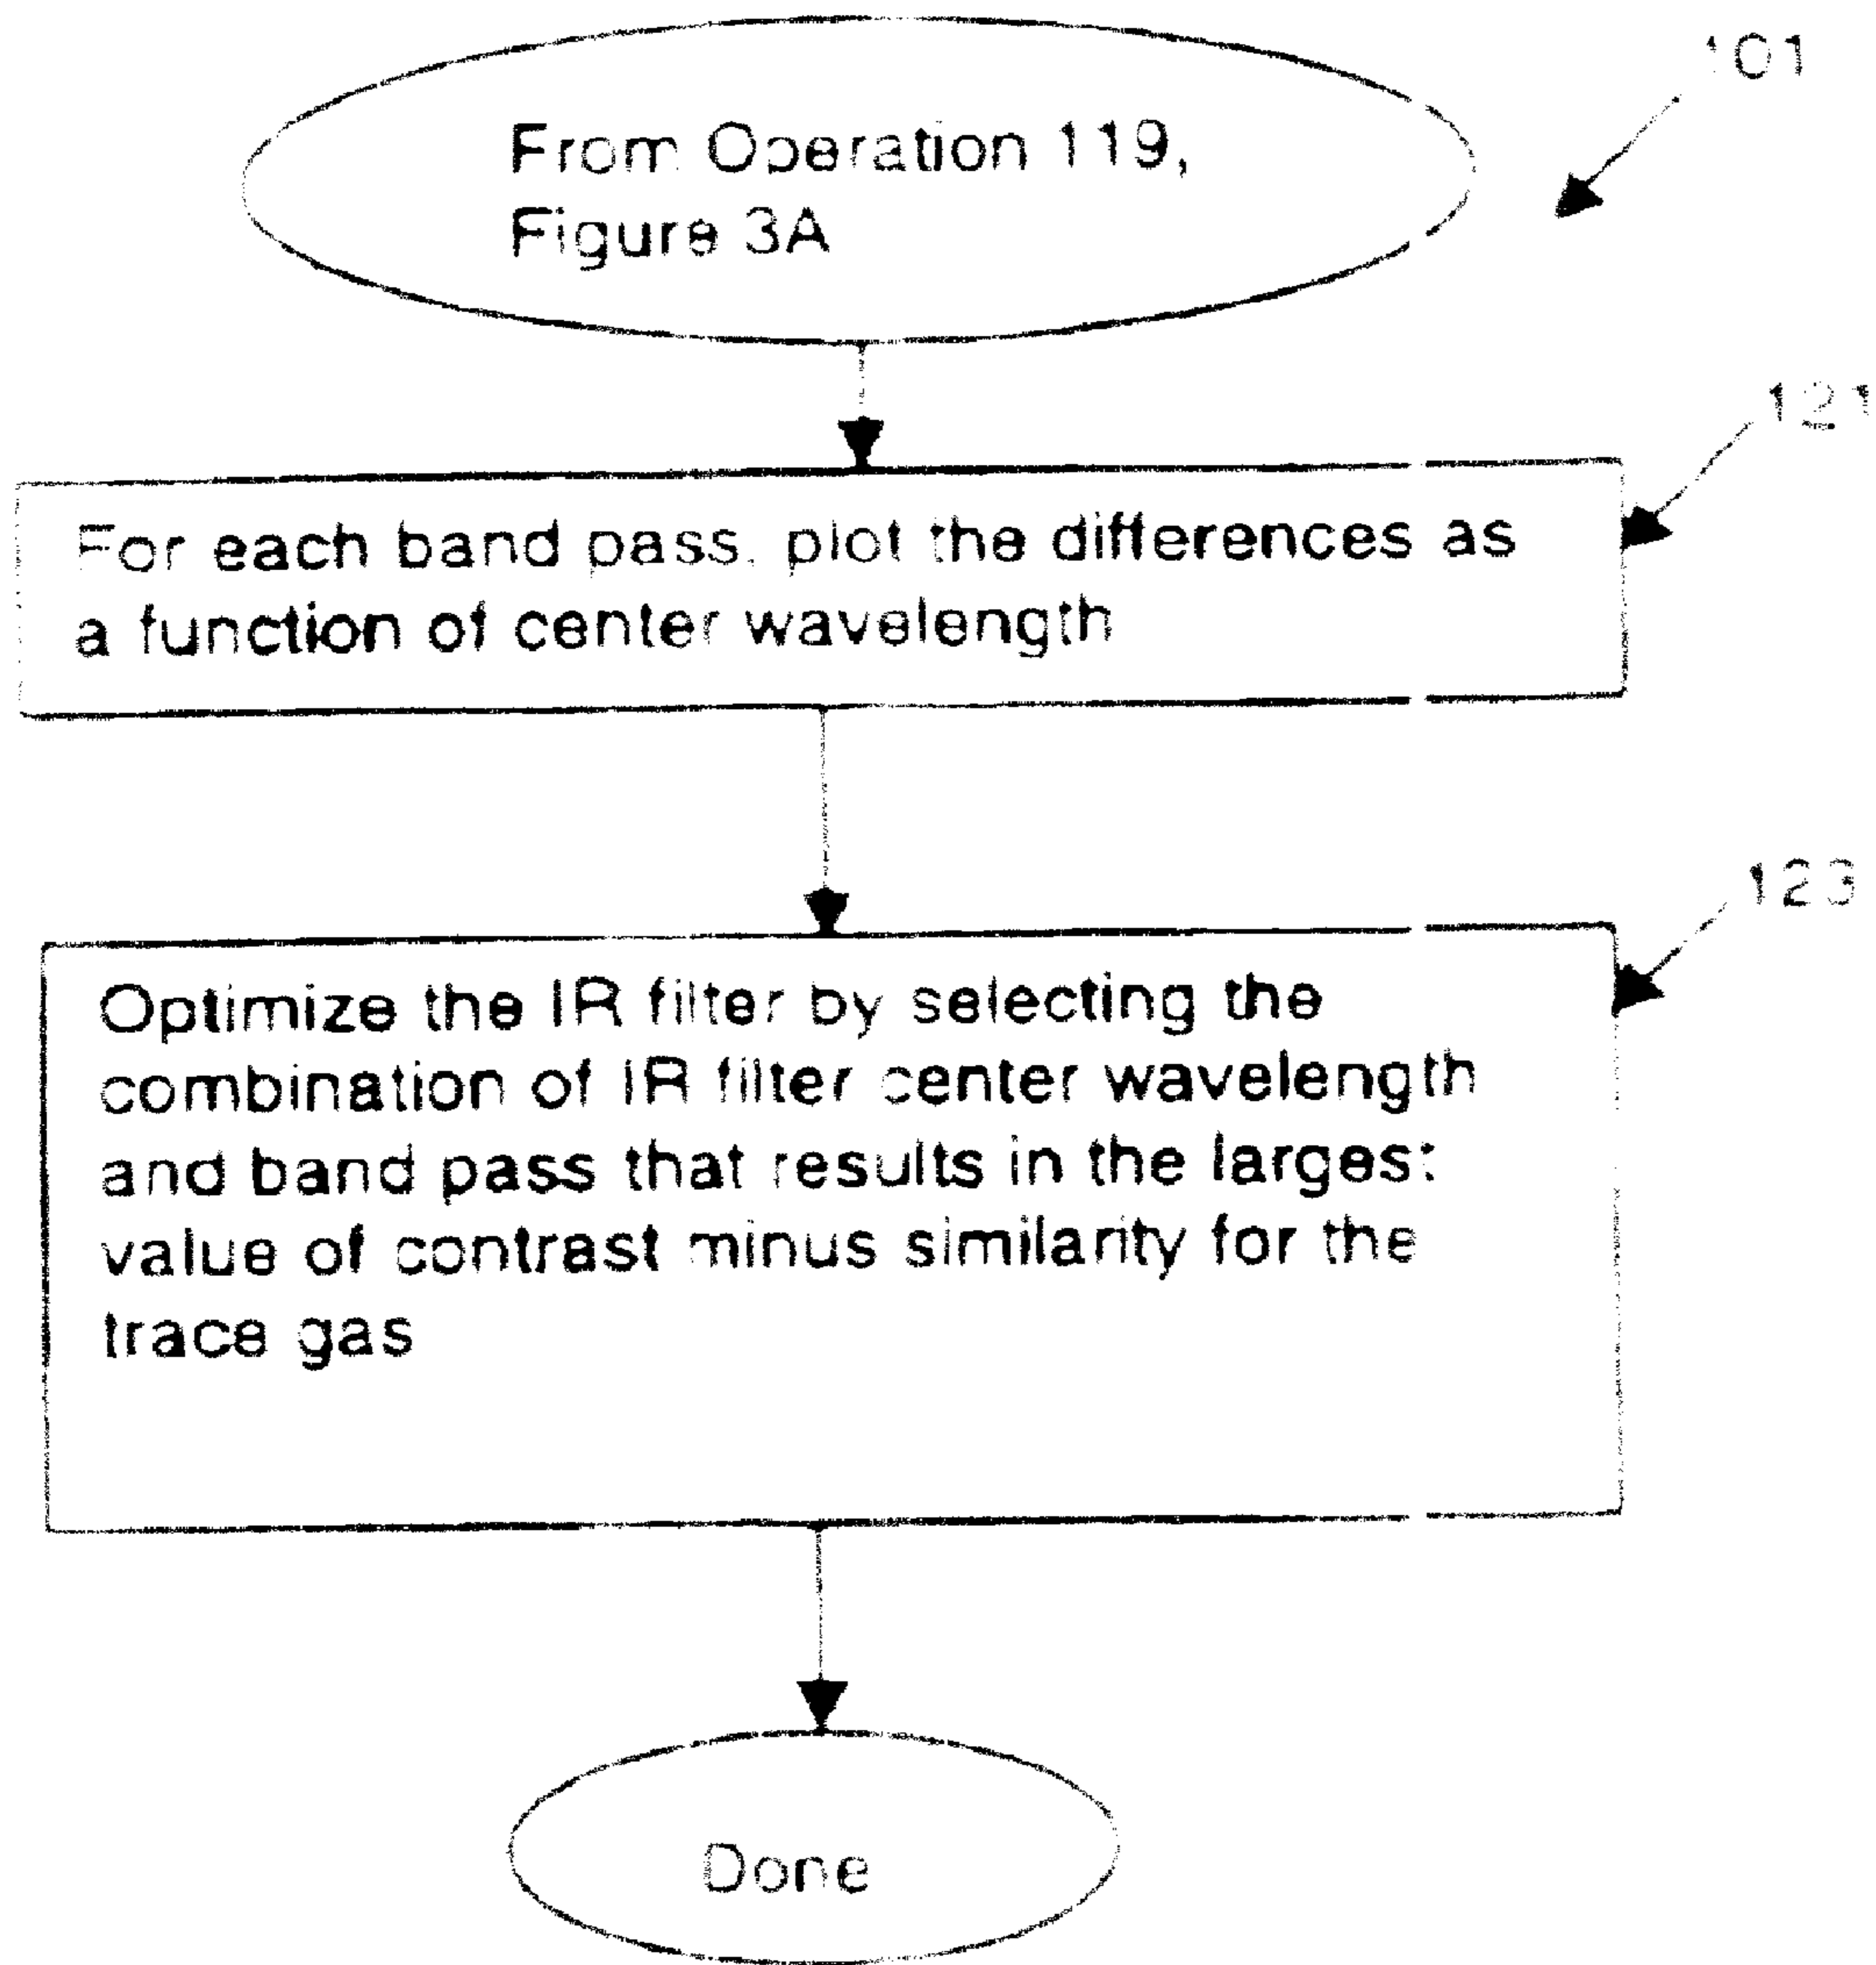 101
From Operation 119,
Figure 3A
121
For each band pass, plot the differences as
a function of center wavelength
123
Optimize the IR filter by selecting the
combination of IR filter center wavelength
and band pass that results in the largest
value of contrast minus similarity for the
trace gas
Done